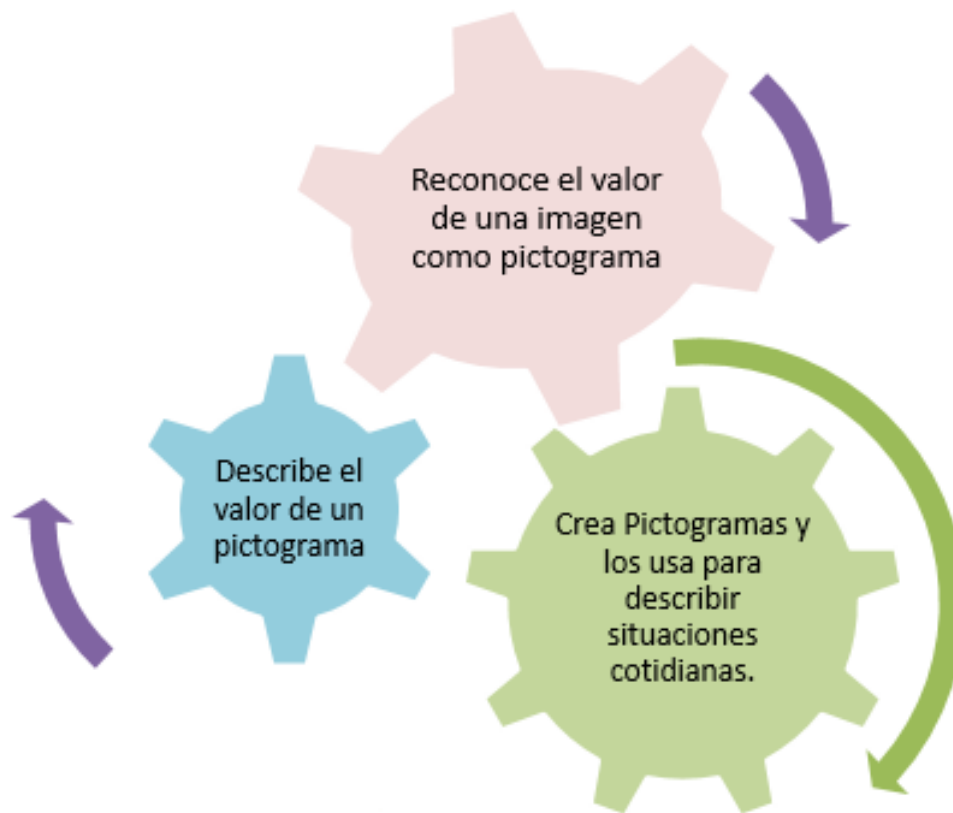 Reconoce el valor
de una imagen
como pictograma
Describe el
valor de un
pictograma
Crea Pictogramas y
los usa para
describir
situaciones
cotidianas.